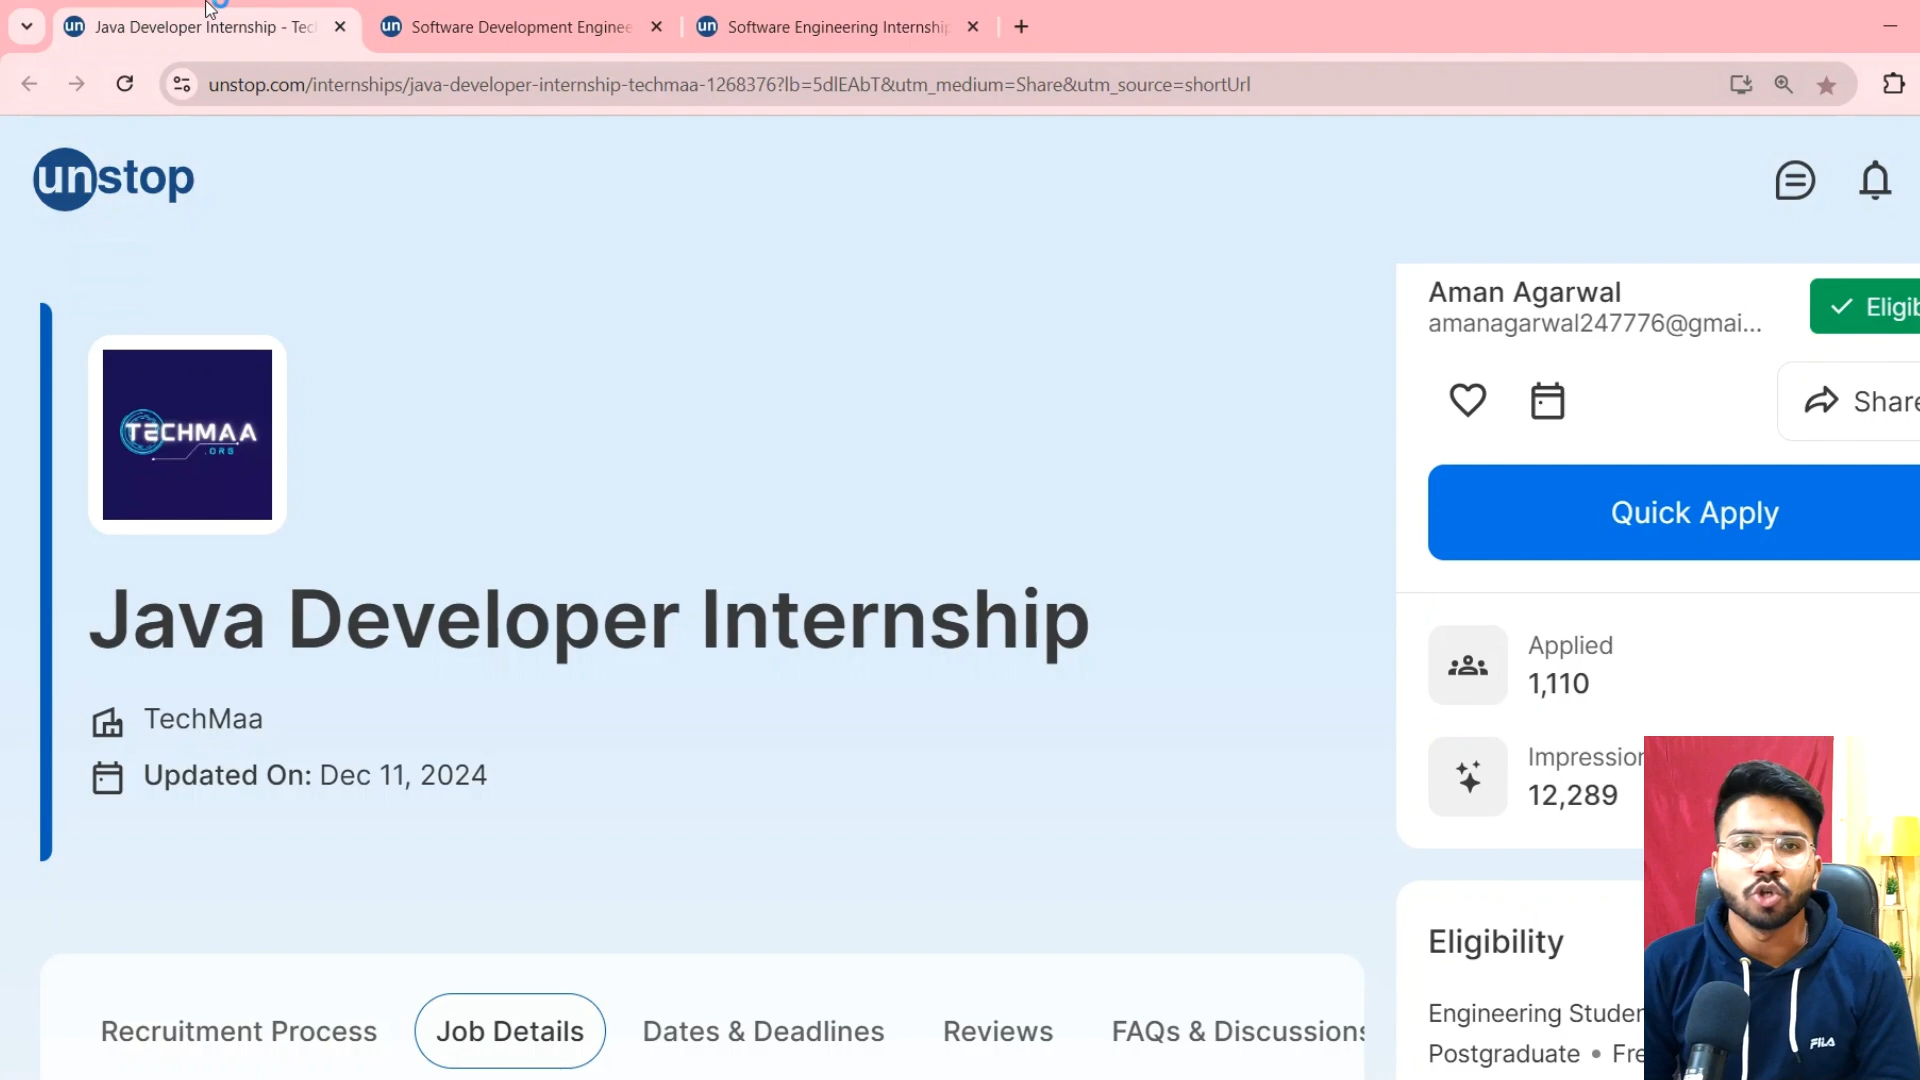 Java Developer Internship - Tec
Software Development Enginee
Software Engineering Internship
unstop.com/internships/java-developer-internship-techmaa-1268376?lb=5dlEAbT&utm_medium=Share&utm_source=shortUrl
unstop
Aman Agarwal
amanagarwal247776@gmai...
Eligib
Share
TECHMAA
.ORG
Quick Apply
Java Developer Internship
TechMaa
Updated On: Dec 11, 2024
Applied
1,110
Impression
12,289
Eligibility
Engineering Studen
Postgraduate • Fre
Recruitment Process
Job Details
Dates & Deadlines
Reviews
FAQs & Discussions
FILA